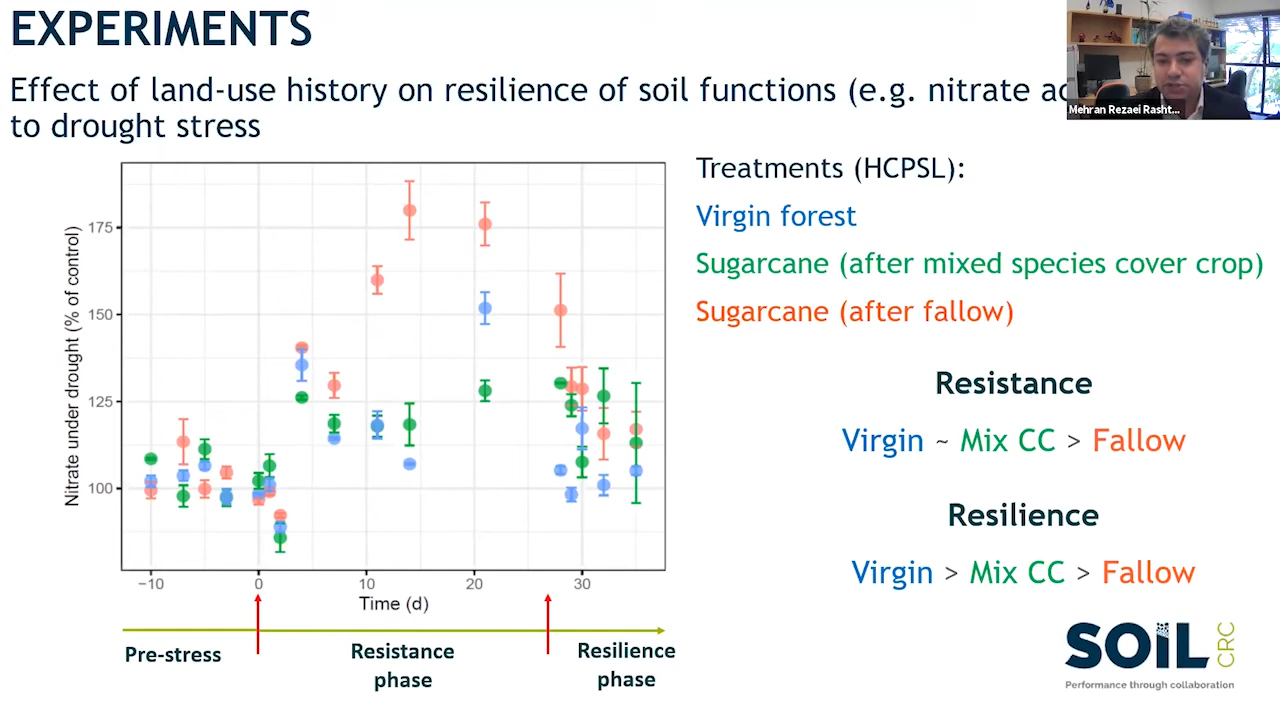 EXPERIMENTS
Effect of land-use history on resilience of soil functions (e.g. nitrate
to drought stress
Mehran Rezaei Rasht...
Treatments (HCPSL):
Virgin forest
Sugarcane (after mixed species cover crop)
Sugarcane (after fallow)
Resistance
Virgin ~ Mix CC > Fallow
Resilience
Virgin > Mix CC > Fallow
Nitrate under drought (% of control)
175
150
125
100
−10 0 10 20 30
Time (d)
Pre-stress
Resistance
phase
Resilience
phase
SOIL CRC
Performance through collaboration